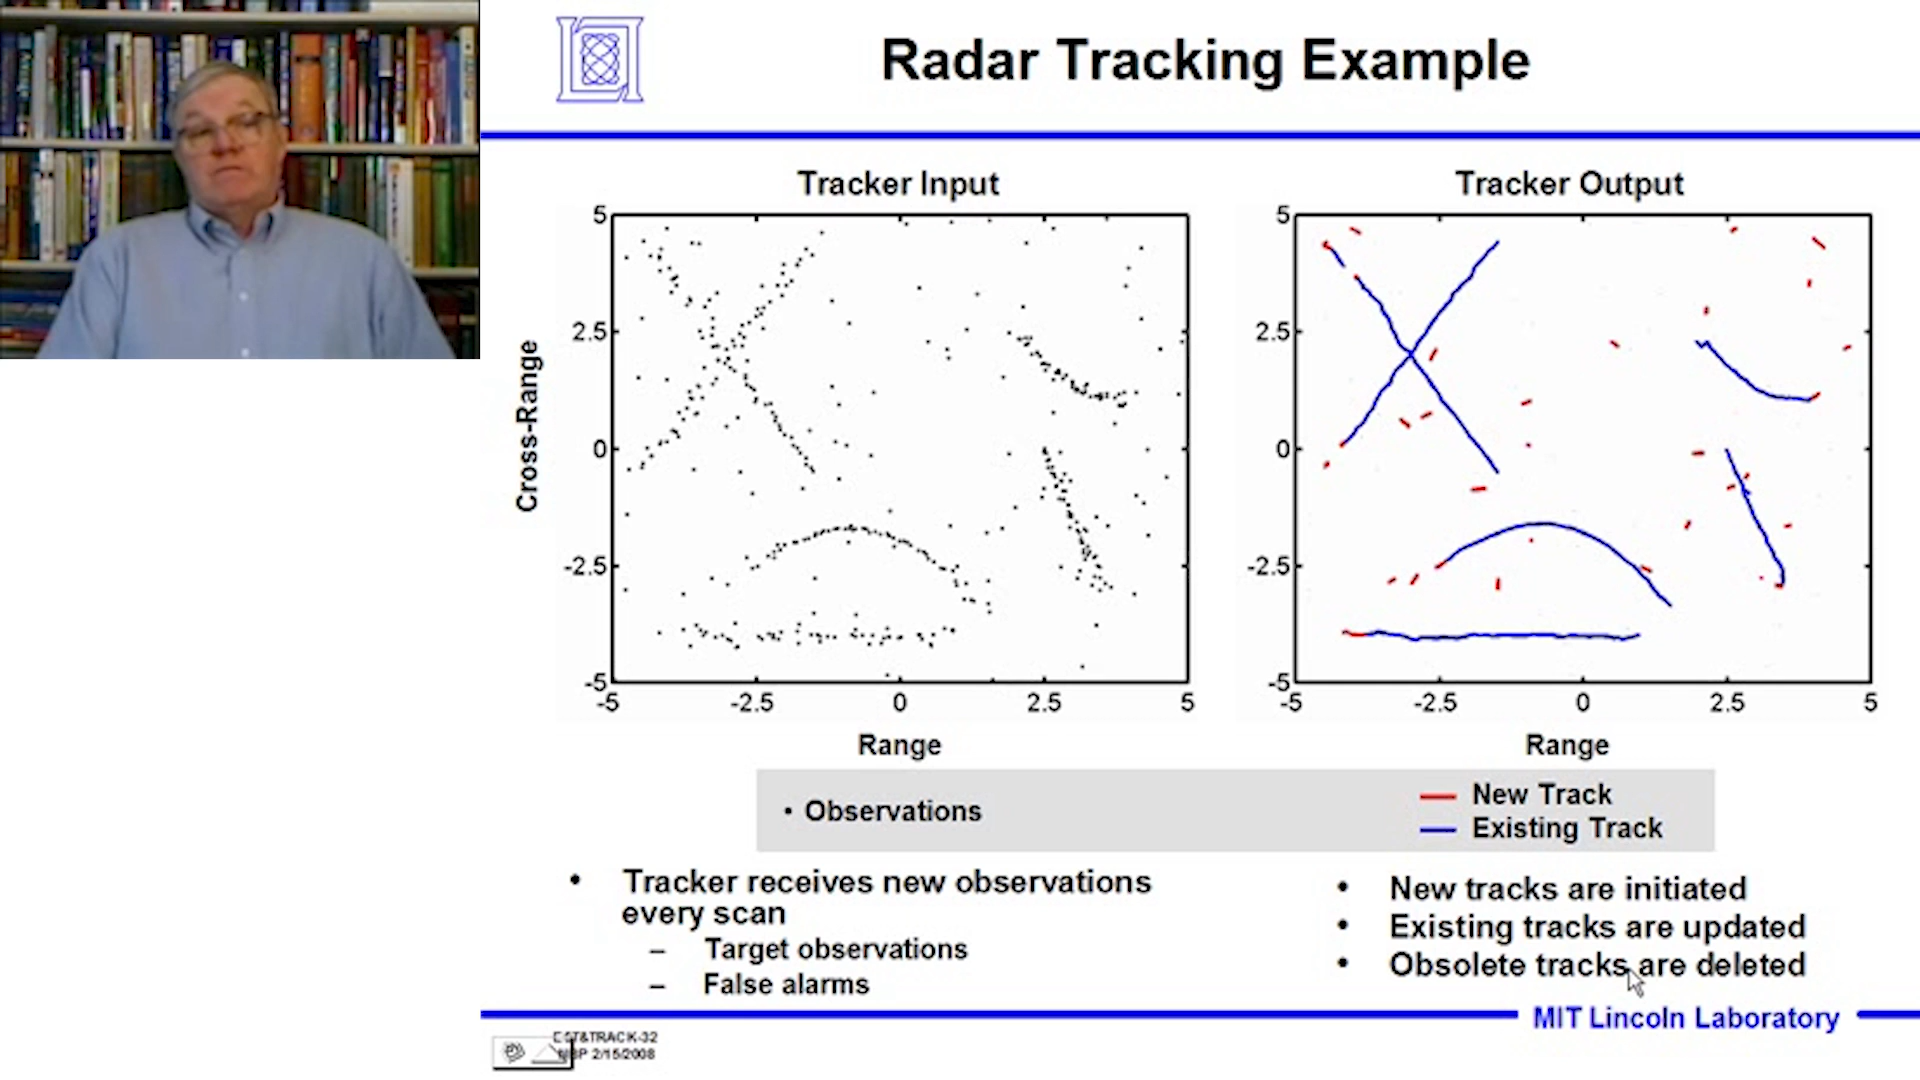 Radar Tracking Example
Tracker Input
5
2.5
0
-2.5
-5
-5
-2.5
0
2.5
5
Cross-Range
Range
Tracker Output
5
2.5
0
-2.5
-5
-5
-2.5
0
2.5
5
Range
• Observations
New Track
Existing Track
• Tracker receives new observations
every scan
– Target observations
– False alarms
• New tracks are initiated
• Existing tracks are updated
• Obsolete tracks are deleted
MIT Lincoln Laboratory
2/15/2008